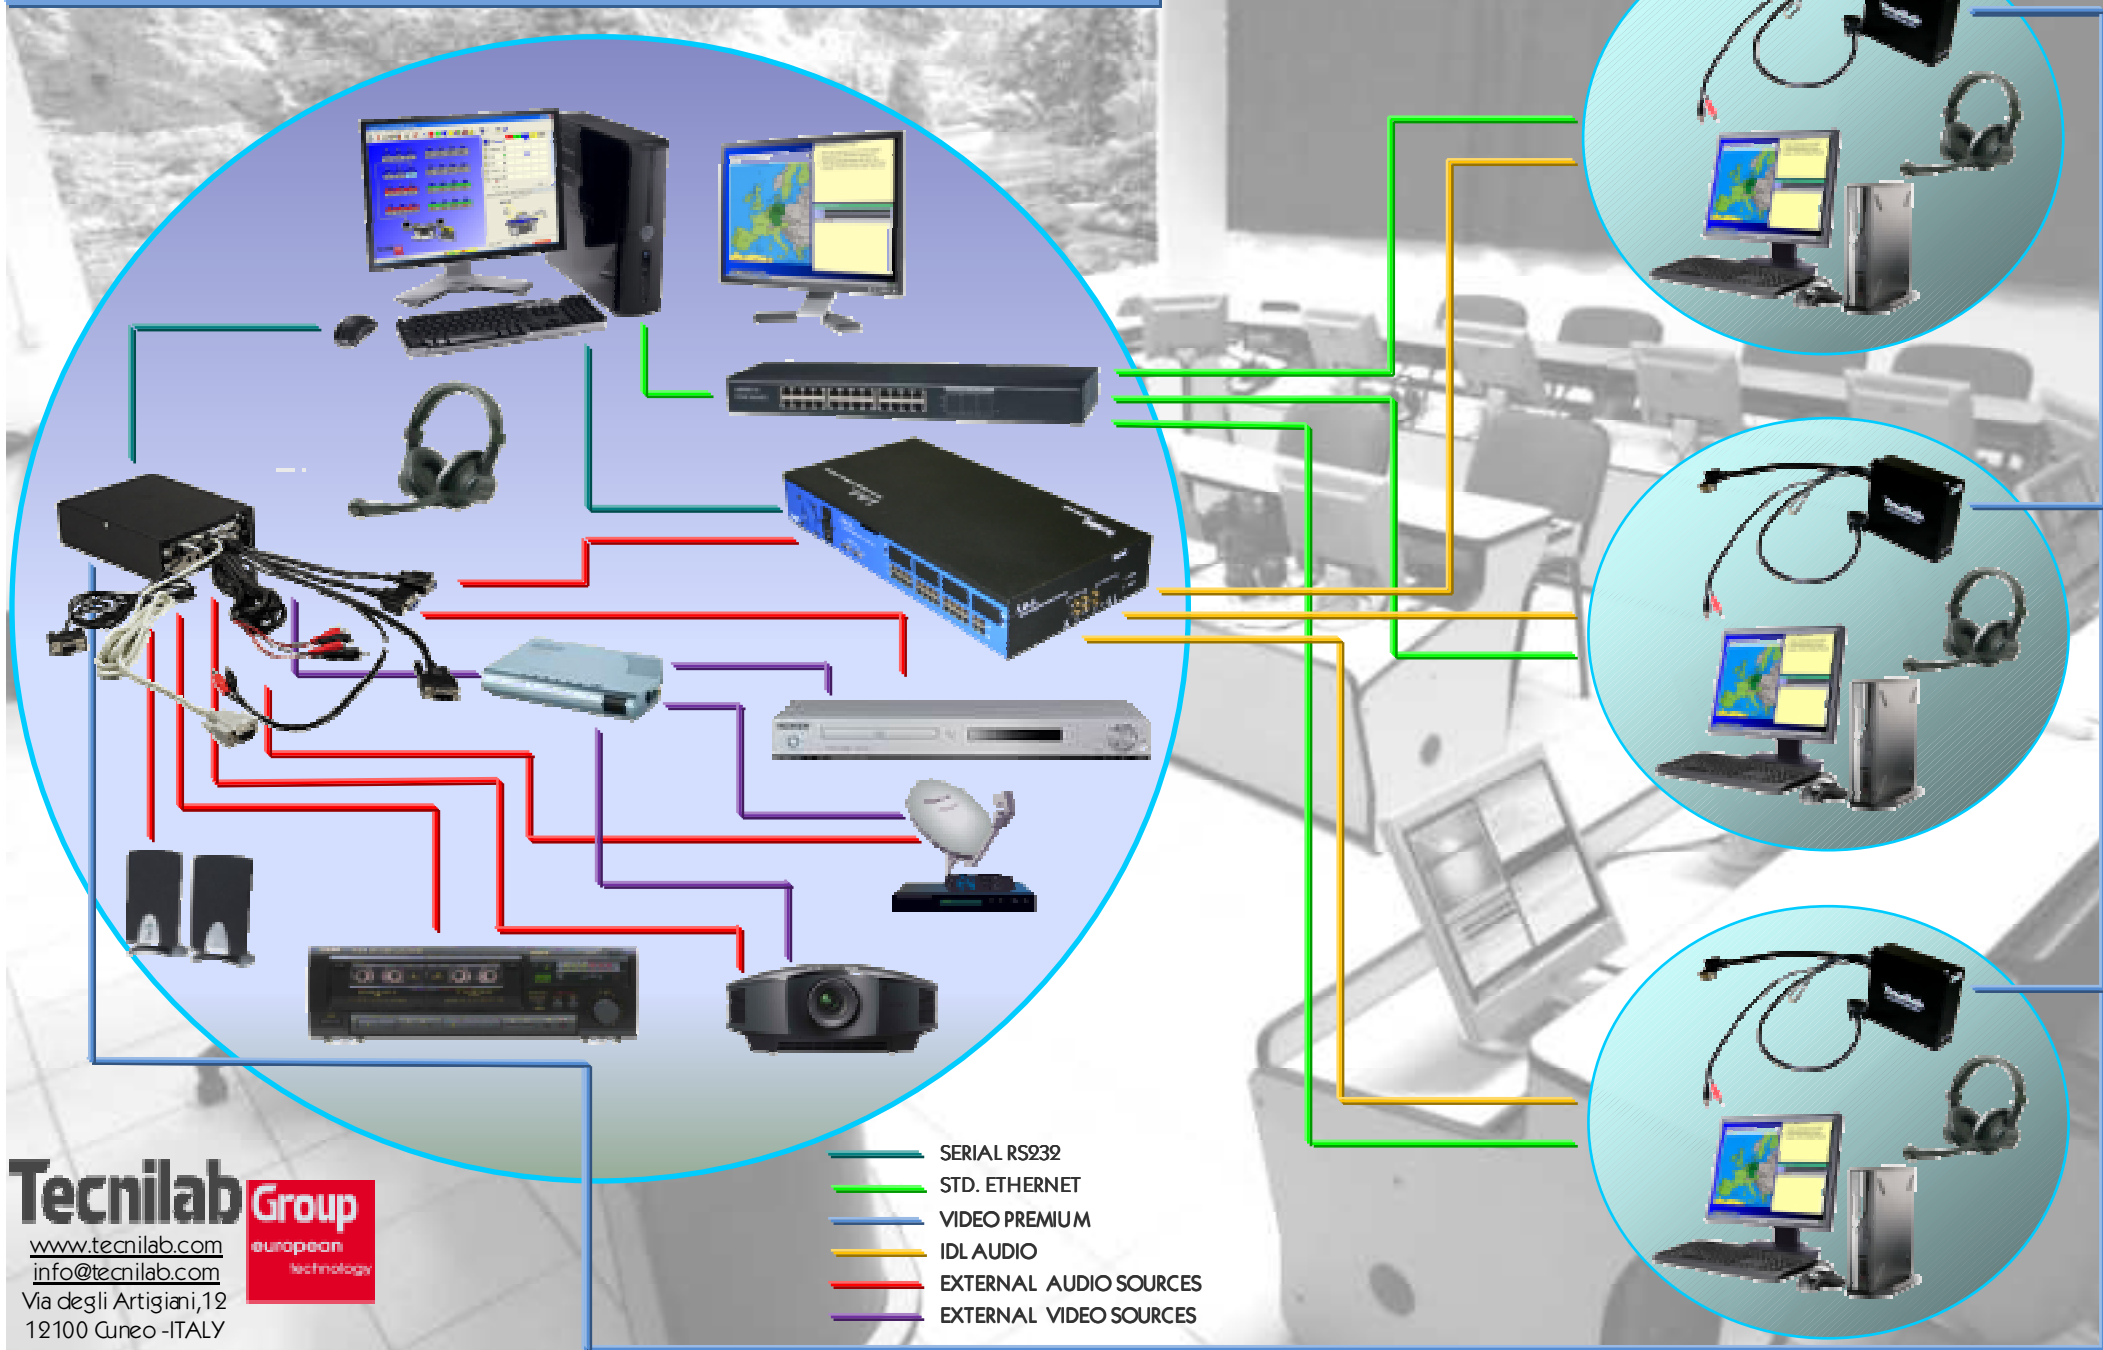 SERIAL RS232
STD. ETHERNET
VIDEO PREMIUM
IDL AUDIO
EXTERNAL AUDIO SOURCES
EXTERNAL VIDEO SOURCES
Tecnilab Group
european
technology
www.tecnilab.com
info@tecnilab.com
Via degli Artigiani,12
12100 Cuneo -ITALY